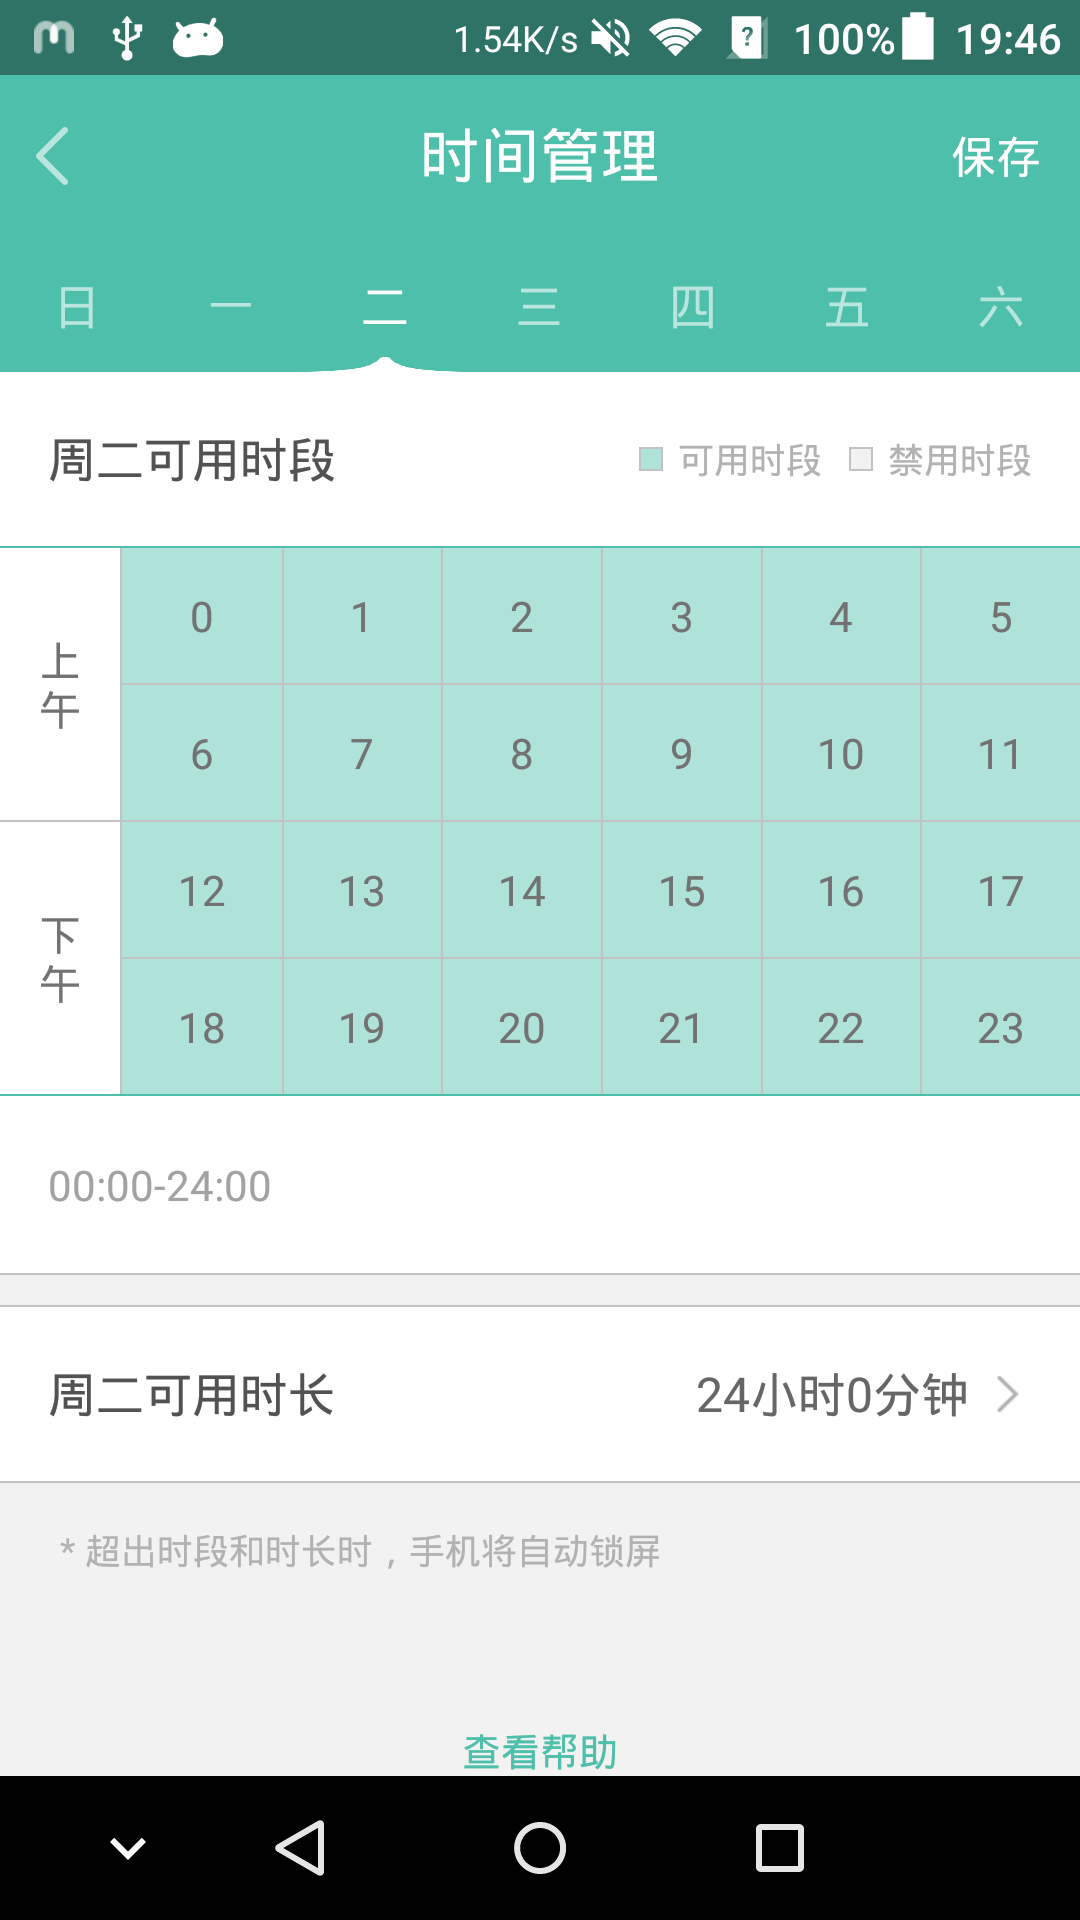 1.54K/s 100% 19:46
时间管理 保存
日 一 二 三 四 五 六
周二可用时段 可用时段 禁用时段
上午
0 1 2 3 4 5
6 7 8 9 10 11
下午
12 13 14 15 16 17
18 19 20 21 22 23
00:00-24:00
周二可用时长 24小时0分钟
* 超出时段和时长时，手机将自动锁屏
查看帮助